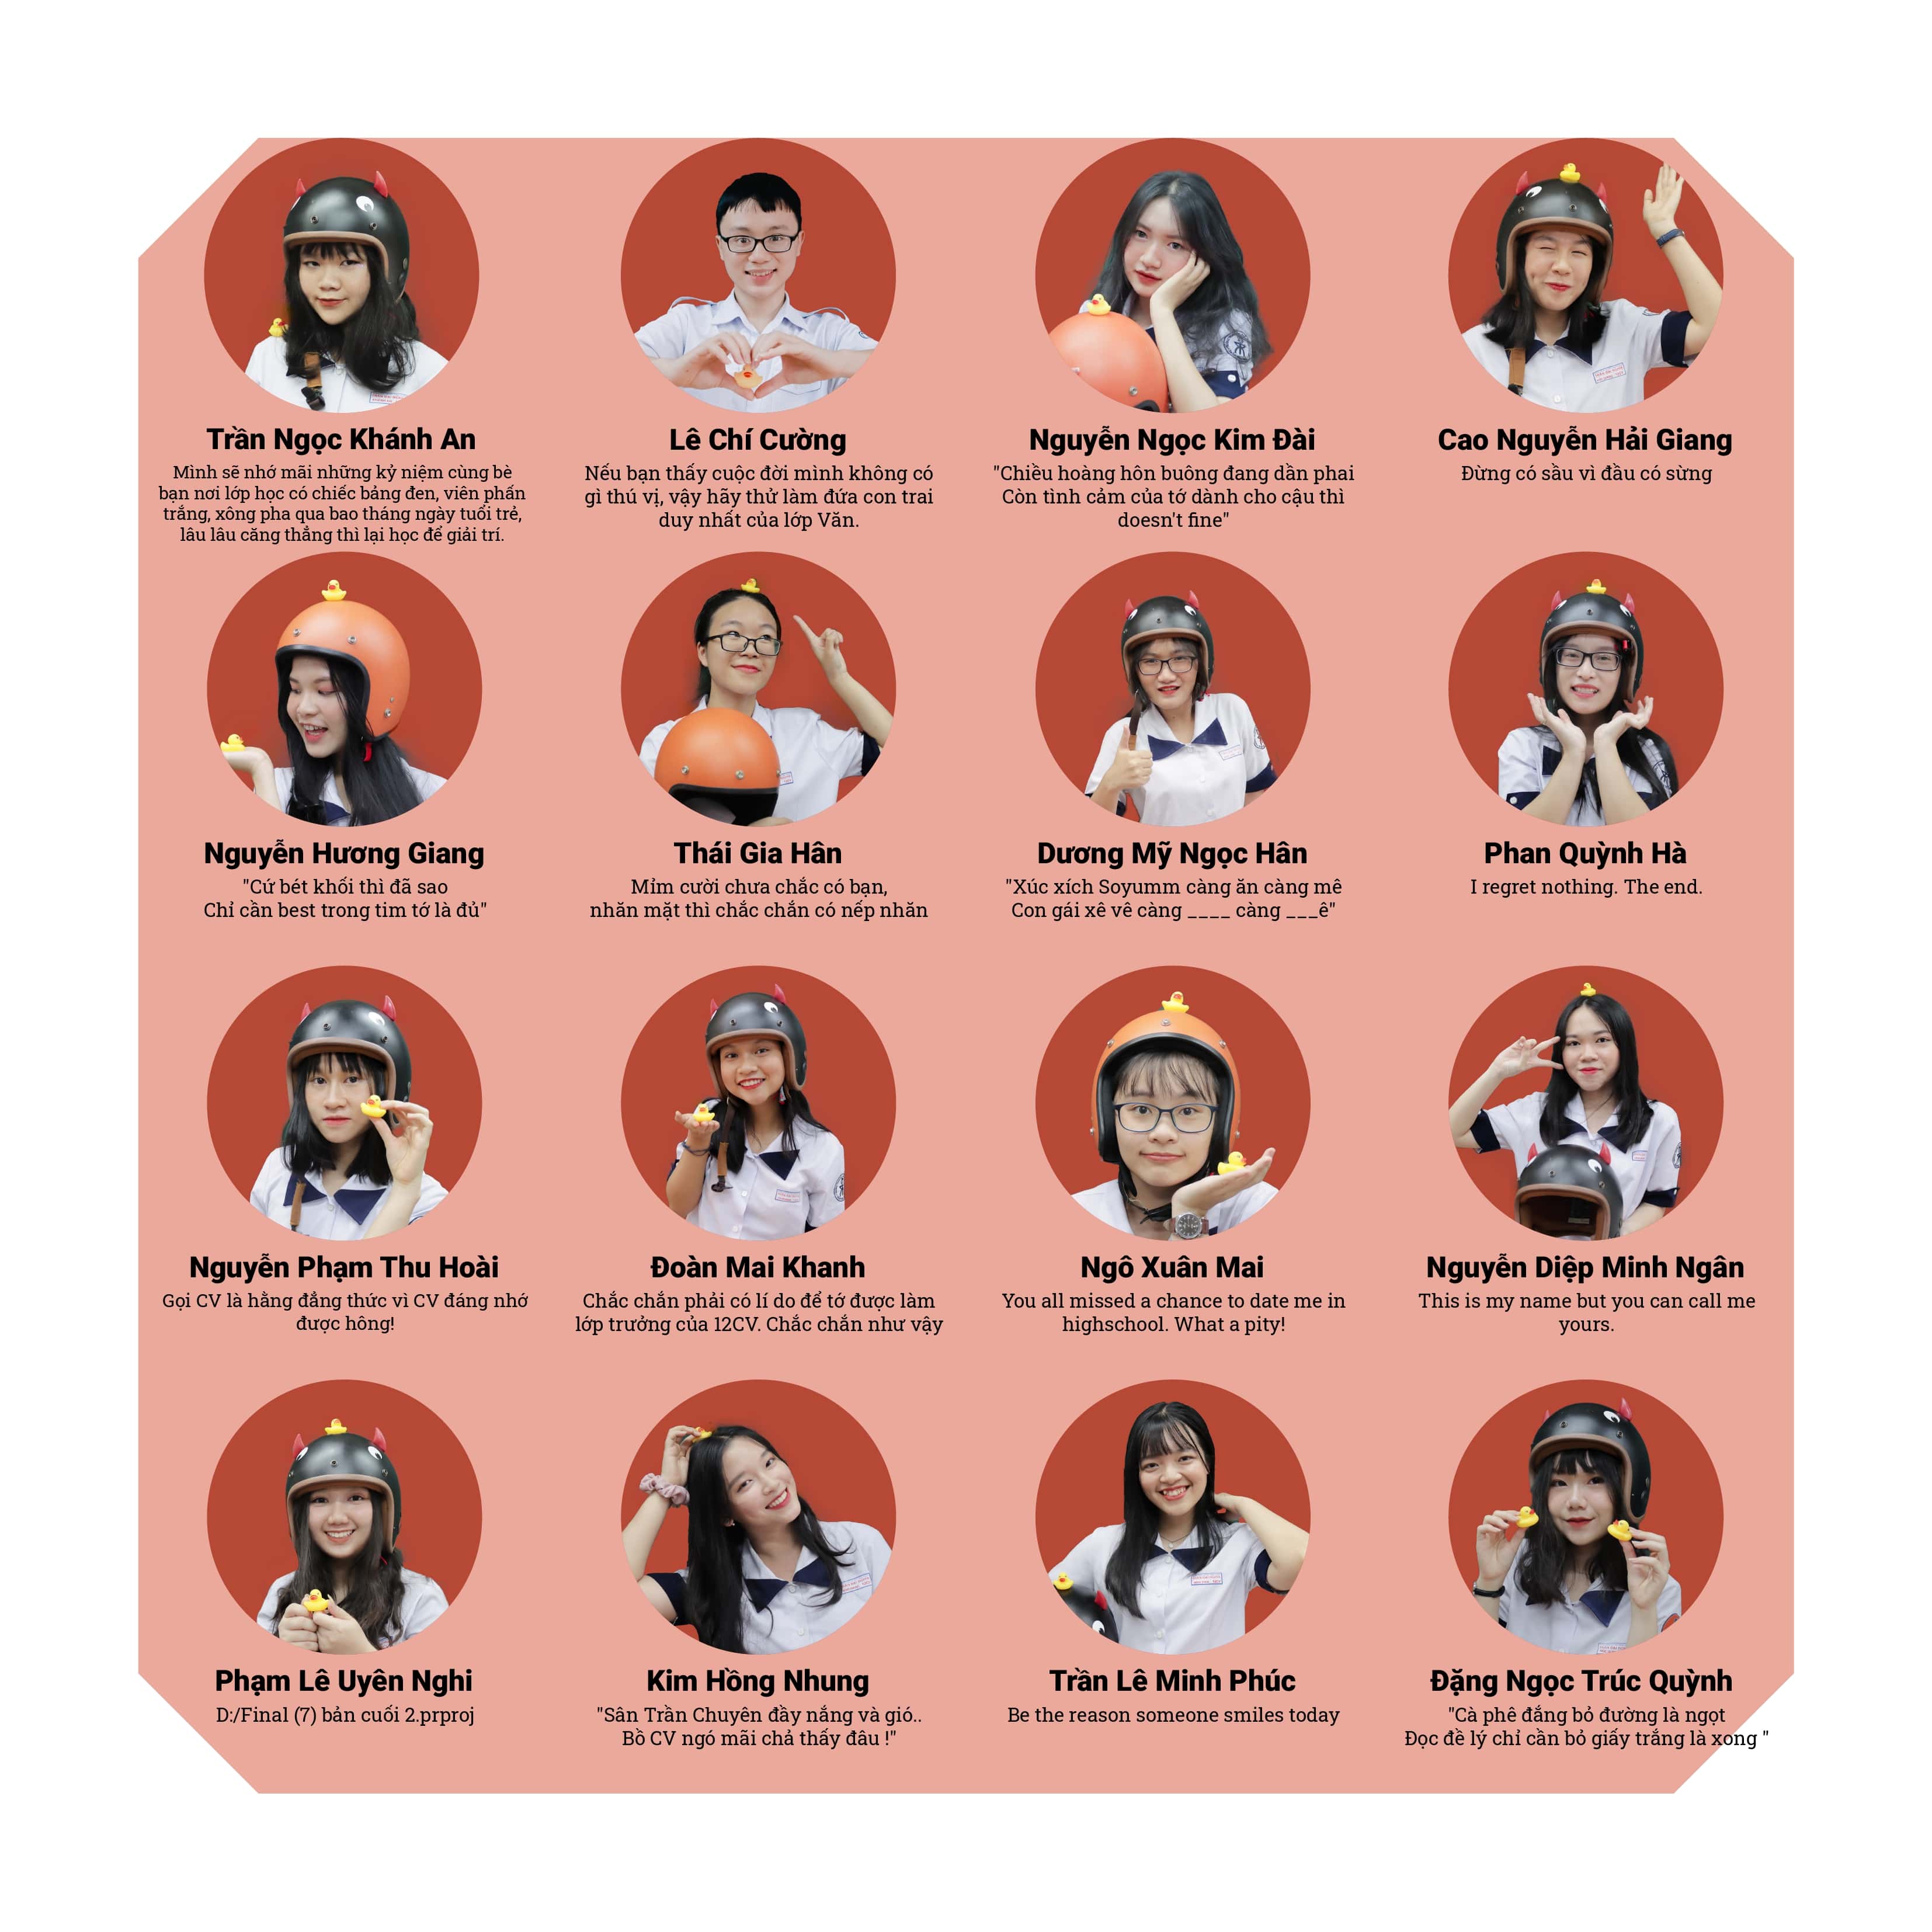 Trần Ngọc Khánh An
Mình sẽ nhớ mãi những kỷ niệm cùng bè
bạn nơi lớp học có chiếc bảng đen, viên phấn
trắng, xông pha qua bao tháng ngày tuổi trẻ,
lâu lâu căng thẳng thì lại học để giải trí.
Lê Chí Cường
Nếu bạn thấy cuộc đời mình không có
gì thú vị, vậy hãy thử làm đứa con trai
duy nhất của lớp Văn.
Nguyễn Ngọc Kim Đài
"Chiều hoàng hôn buông đang dần phai
Còn tình cảm của tớ dành cho cậu thì
doesn't fine"
Cao Nguyễn Hải Giang
Đừng có sầu vì đầu có sừng
Nguyễn Hương Giang
"Cứ bét khối thì đã sao
Chỉ cần best trong tim tớ là đủ"
Thái Gia Hân
Mỉm cười chưa chắc có bạn,
nhăn mặt thì chắc chắn có nếp nhăn
Dương Mỹ Ngọc Hân
"Xúc xích Soyumm càng ăn càng mê
Con gái xê vê càng ____ càng ___ê"
Phan Quỳnh Hà
I regret nothing. The end.
Nguyễn Phạm Thu Hoài
Gọi CV là hằng đẳng thức vì CV đáng nhớ
được hông!
Đoàn Mai Khanh
Chắc chắn phải có lí do để tớ được làm
lớp trưởng của 12CV. Chắc chắn như vậy
Ngô Xuân Mai
You all missed a chance to date me in
highschool. What a pity!
Nguyễn Diệp Minh Ngân
This is my name but you can call me
yours.
Phạm Lê Uyên Nghi
D:/Final (7) bản cuối 2.prproj
Kim Hồng Nhung
"Sân Trần Chuyên đầy nắng và gió..
Bồ CV ngó mãi chả thấy đâu !"
Trần Lê Minh Phúc
Be the reason someone smiles today
Đặng Ngọc Trúc Quỳnh
"Cà phê đắng bỏ đường là ngọt
Đọc đề lý chỉ cần bỏ giấy trắng là xong "